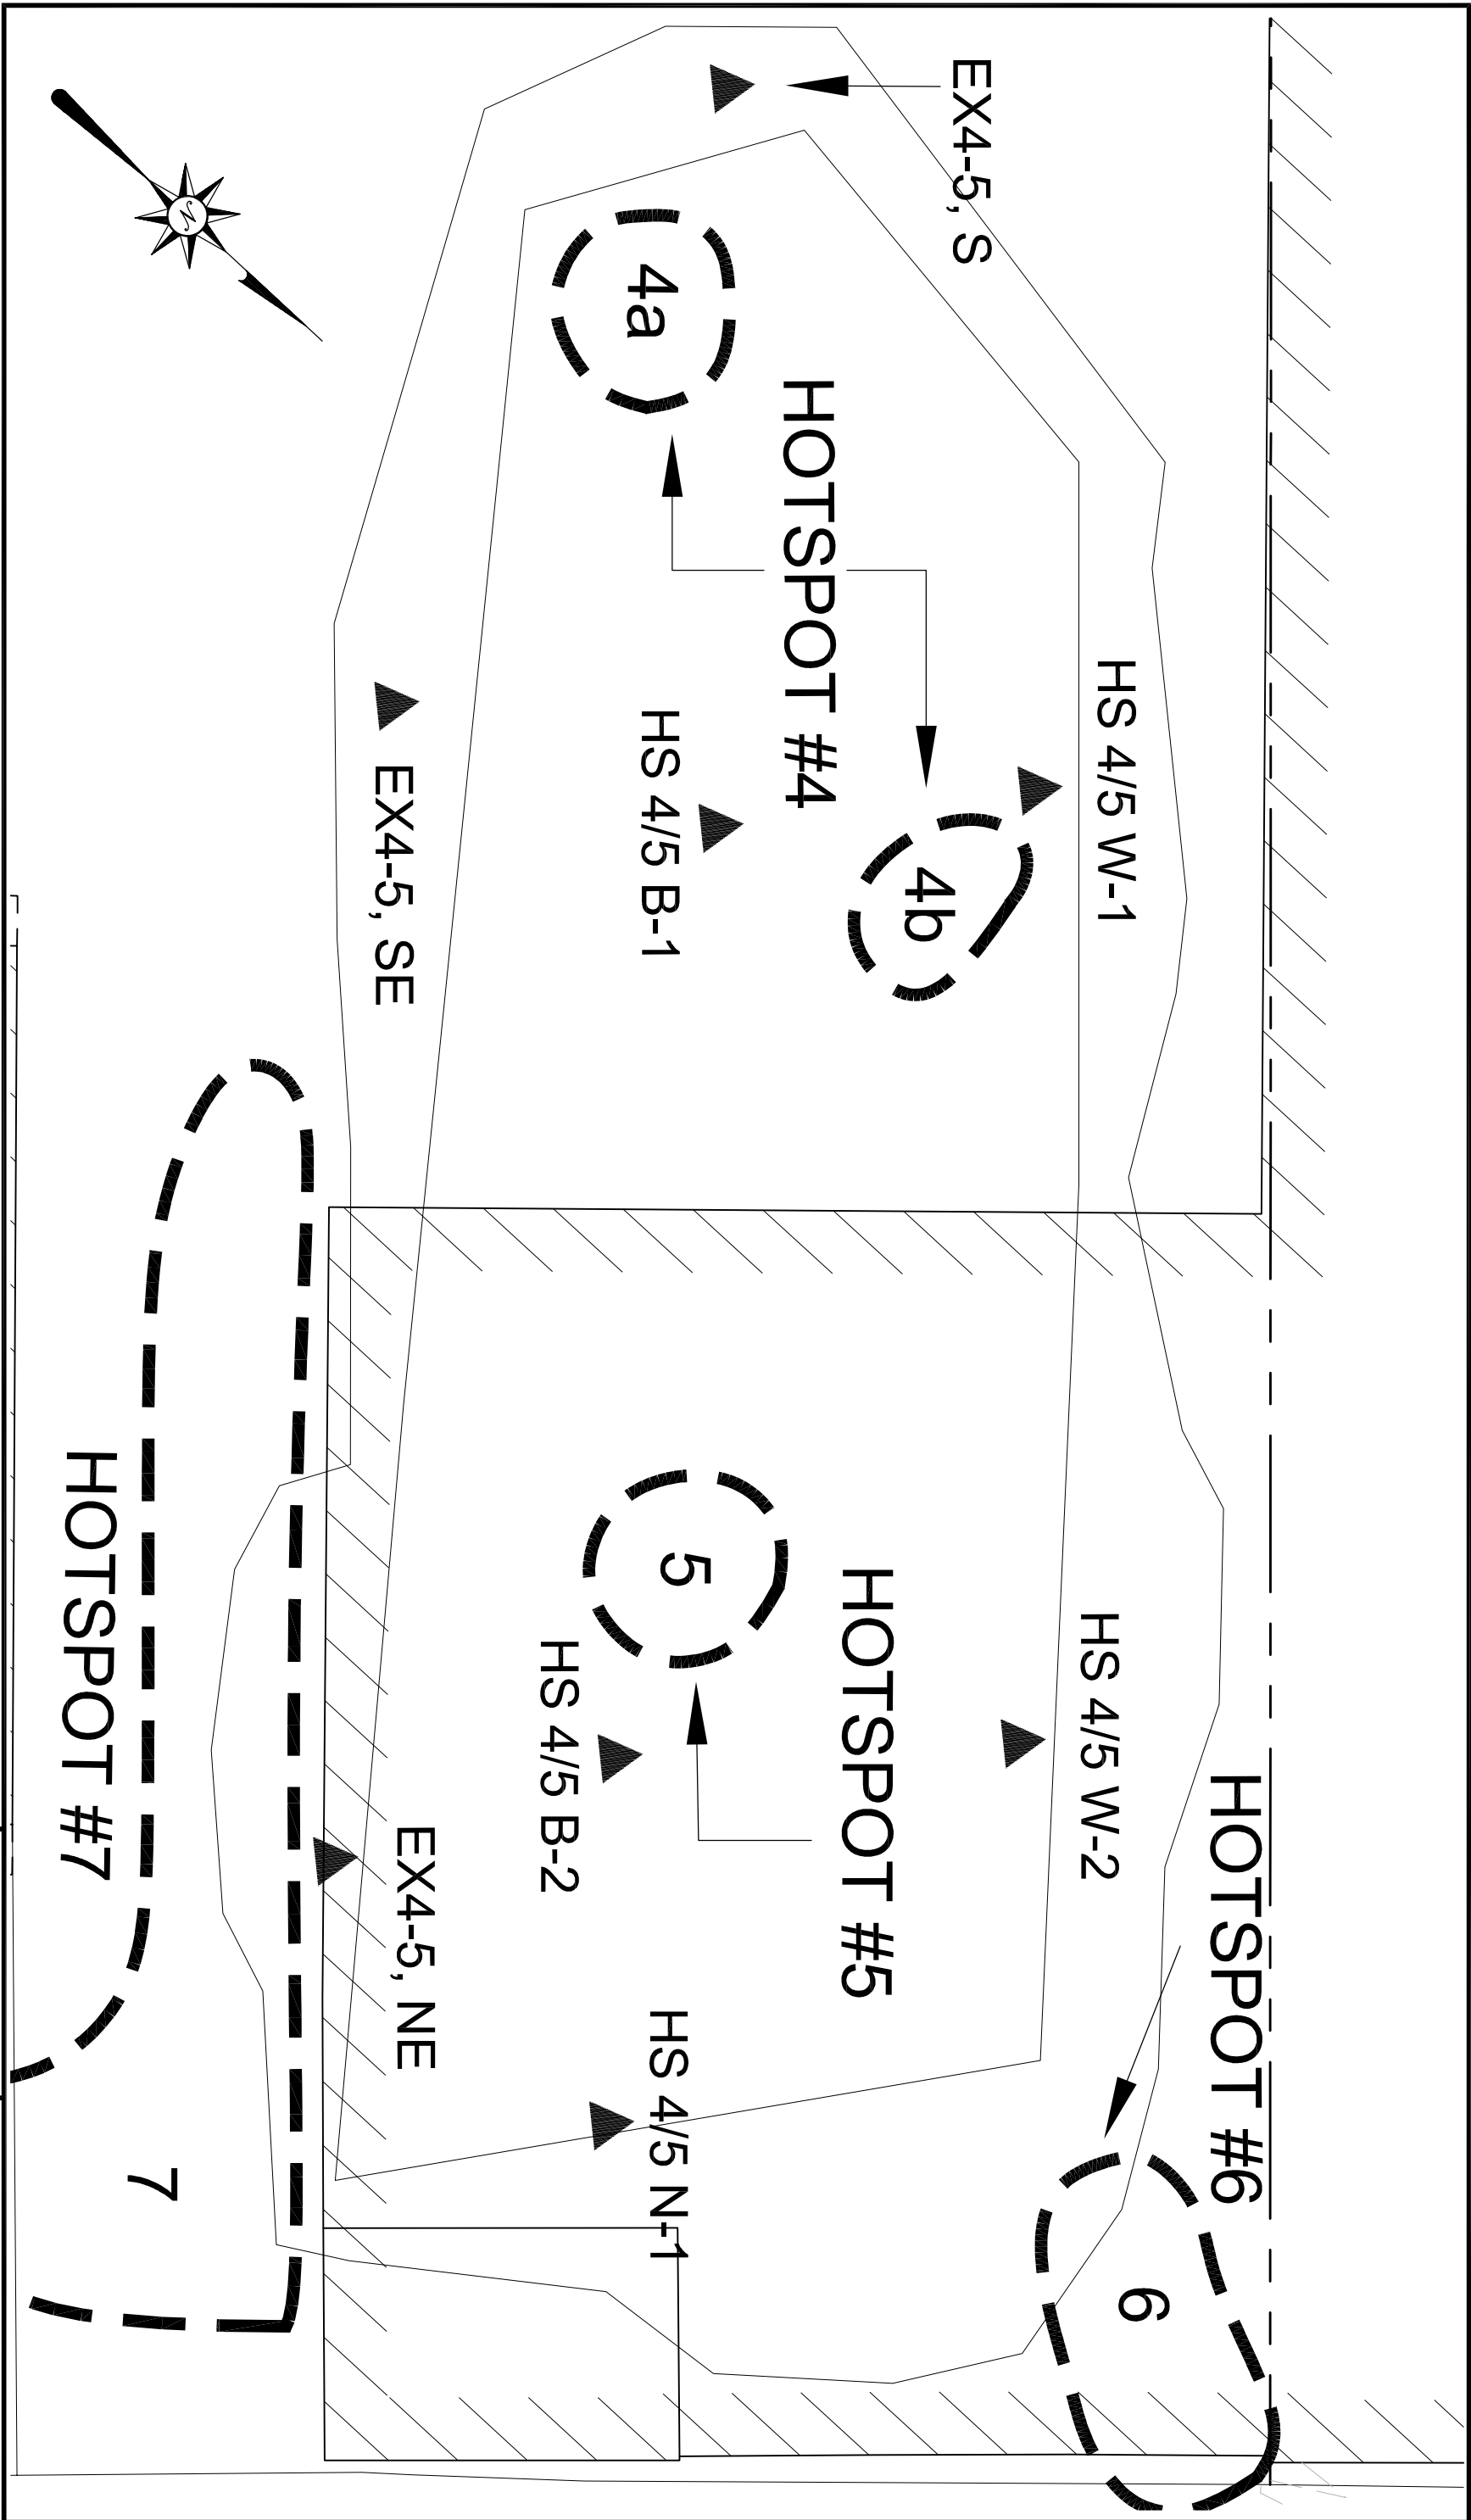 EX4-5, S
4a
HOTSPOT #4
HS 4/5 W-1
HS 4/5 B-1
4b
EX4-5, SE
HOTSPOT #7
5
HOTSPOT #5
HS 4/5 W-2
HS 4/5 B-2
HOTSPOT #6
EX4-5, NE
HS 4/5 N-1
7
6
N